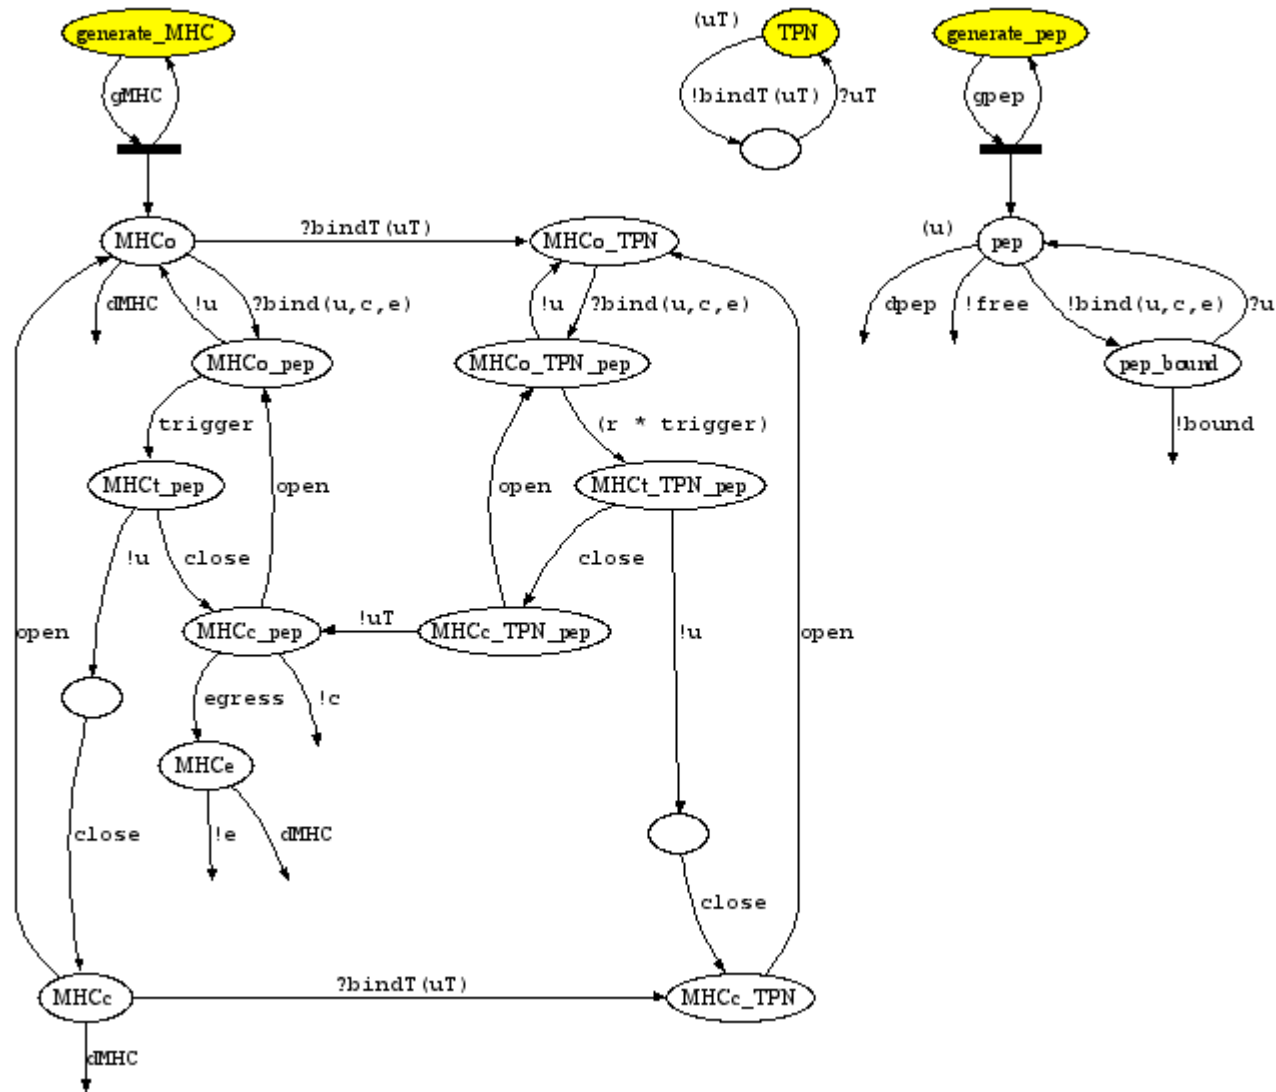 generate_MHC
(uT)
TPN
generate_pep
gMHC
!bindT(uT)
?uT
gpep
MHCo
?bindT(uT)
MHCo_TPN
(u)
pep
dMHC
!u
?bind(u,c,e)
!u
?bind(u,c,e)
dpep
!free
!bind(u,c,e)
?u
MHCo_pep
MHCo_TPN_pep
pep_bound
trigger
(r * trigger)
!bound
MHCt_pep
open
open
MHCt_TPN_pep
!u
close
close
open
MHCc_pep
!uT
MHCc_TPN_pep
!u
open
egress
!c
MHCe
close
!e
dMHC
close
MHCc
?bindT(uT)
MHCc_TPN
dMHC